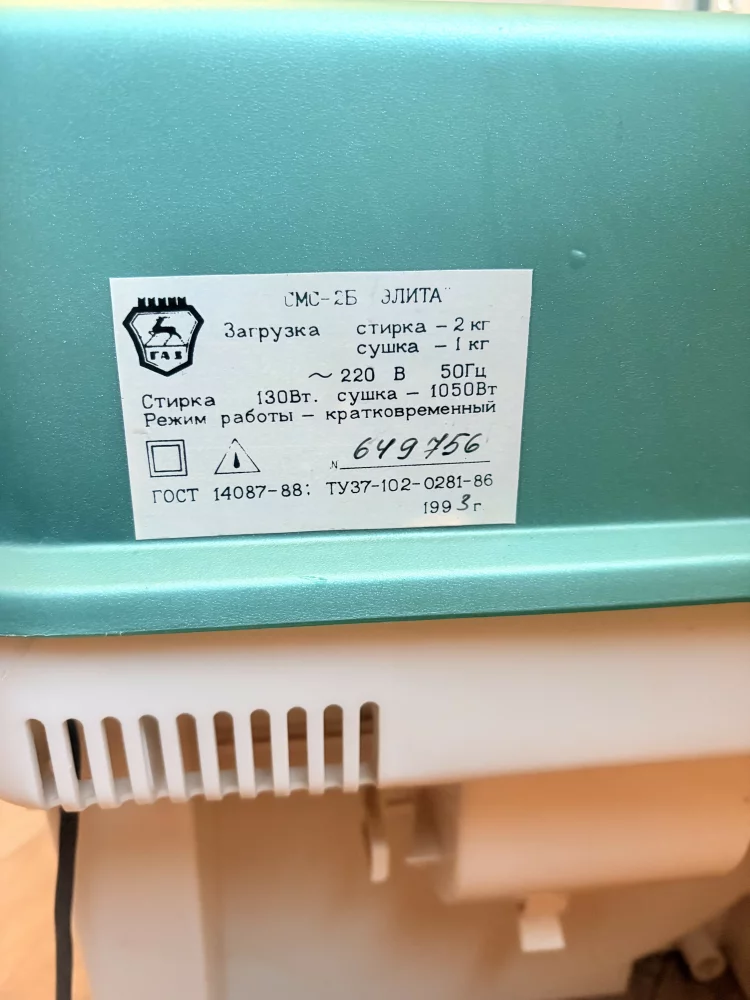 СМС-2Б ЭЛИТА"
ГАЗ
Загрузка стирка – 2 кг
сушка – 1 кг
~ 220 В 50Гц
Стирка 130Вт. сушка – 1050Вт
Режим работы – кратковременный
N 649756
ГОСТ 14087-88: ТУ37-102-0281-86
1993г